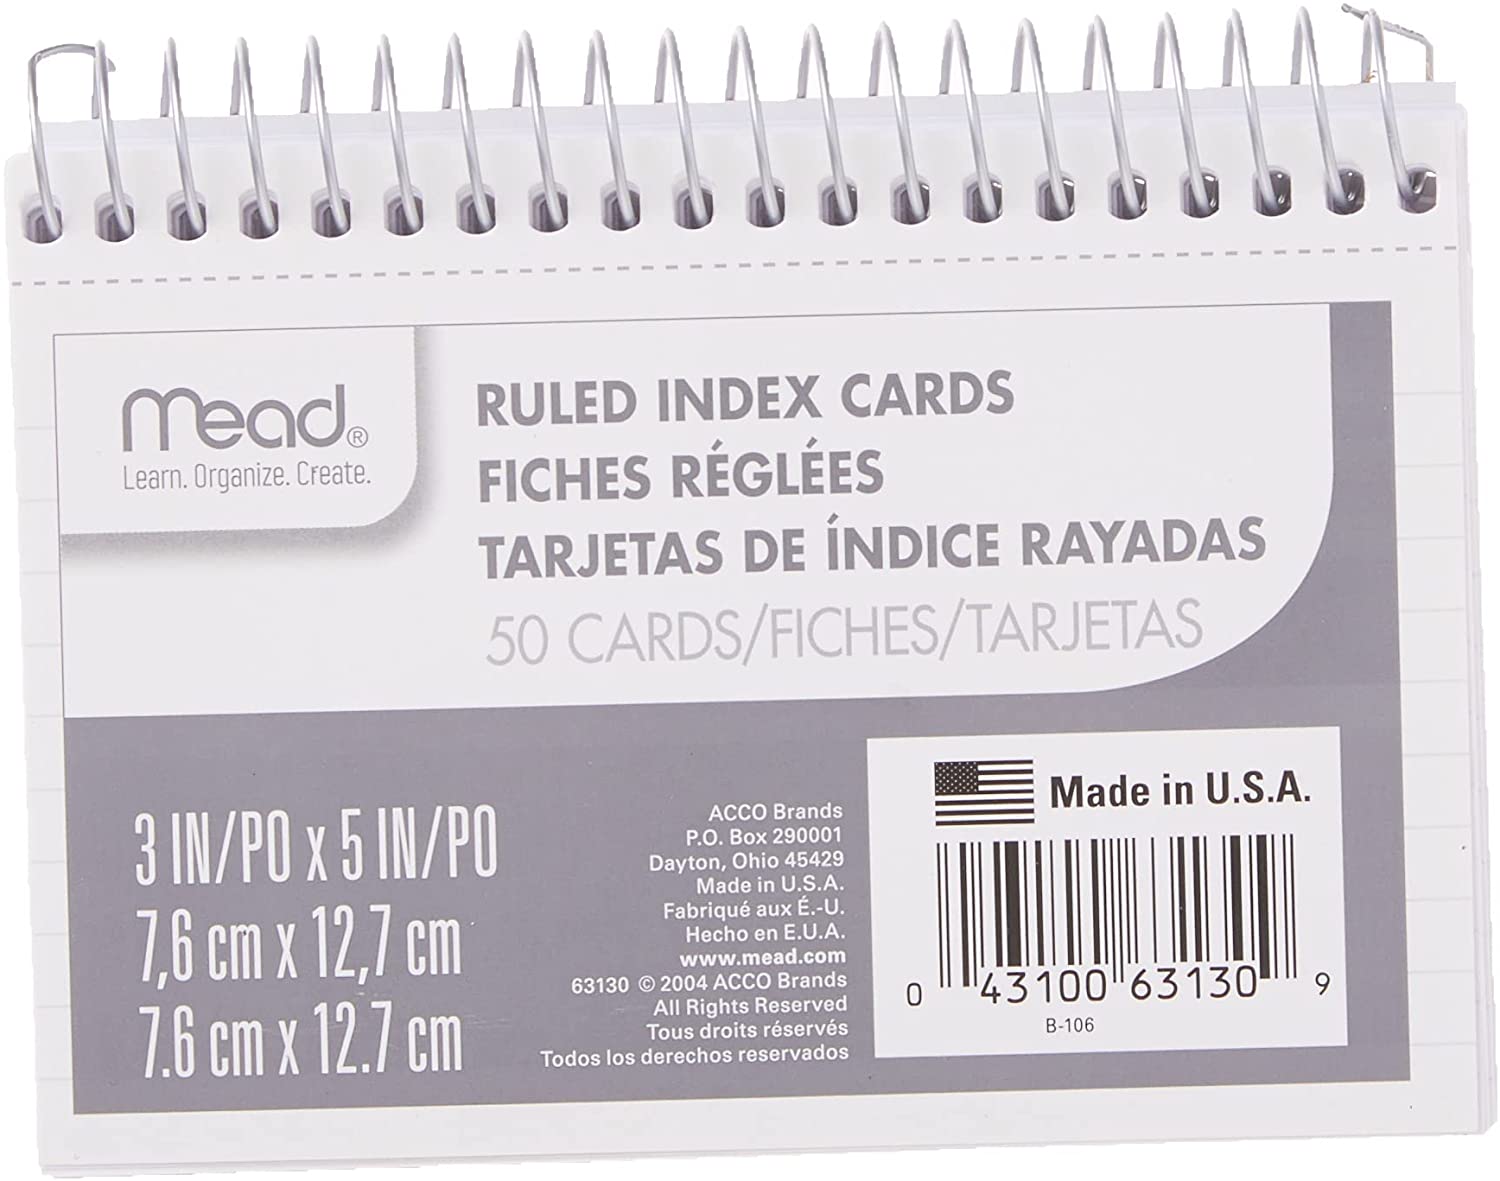 mead®
Learn. Organize. Create.
RULED INDEX CARDS
FICHES RÉGLÉES
TARJETAS DE ÍNDICE RAYADAS
50 CARDS/FICHES/TARJETAS
3 IN/PO x 5 IN/PO
7,6 cm x 12,7 cm
7.6 cm x 12.7 cm
ACCO Brands
P.O. Box 290001
Dayton, Ohio 45429
Made in U.S.A.
Fabriqué aux É.-U.
Hecho en E.U.A.
www.mead.com
63130 © 2004 ACCO Brands
All Rights Reserved
Tous droits réservés
Todos los derechos reservados
Made in U.S.A.
0 43100 63130 9
B-106